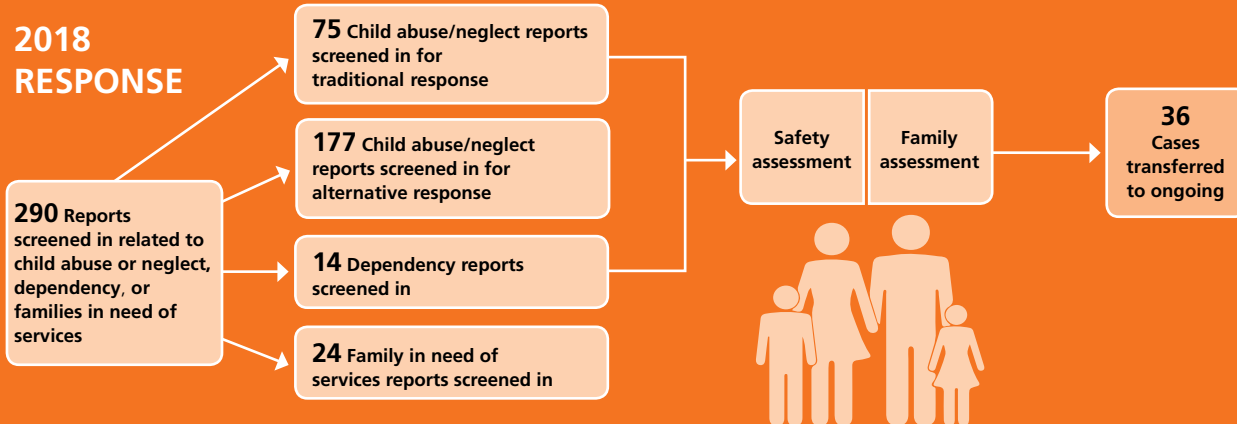 2018
RESPONSE
290 Reports
screened in related to
child abuse or neglect,
dependency, or
families in need of
services
75 Child abuse/neglect reports
screened in for
traditional response
177 Child abuse/neglect
reports screened in for
alternative response
14 Dependency reports
screened in
24 Family in need of
services reports screened in
Safety
assessment
Family
assessment
36
Cases
transferred
to ongoing